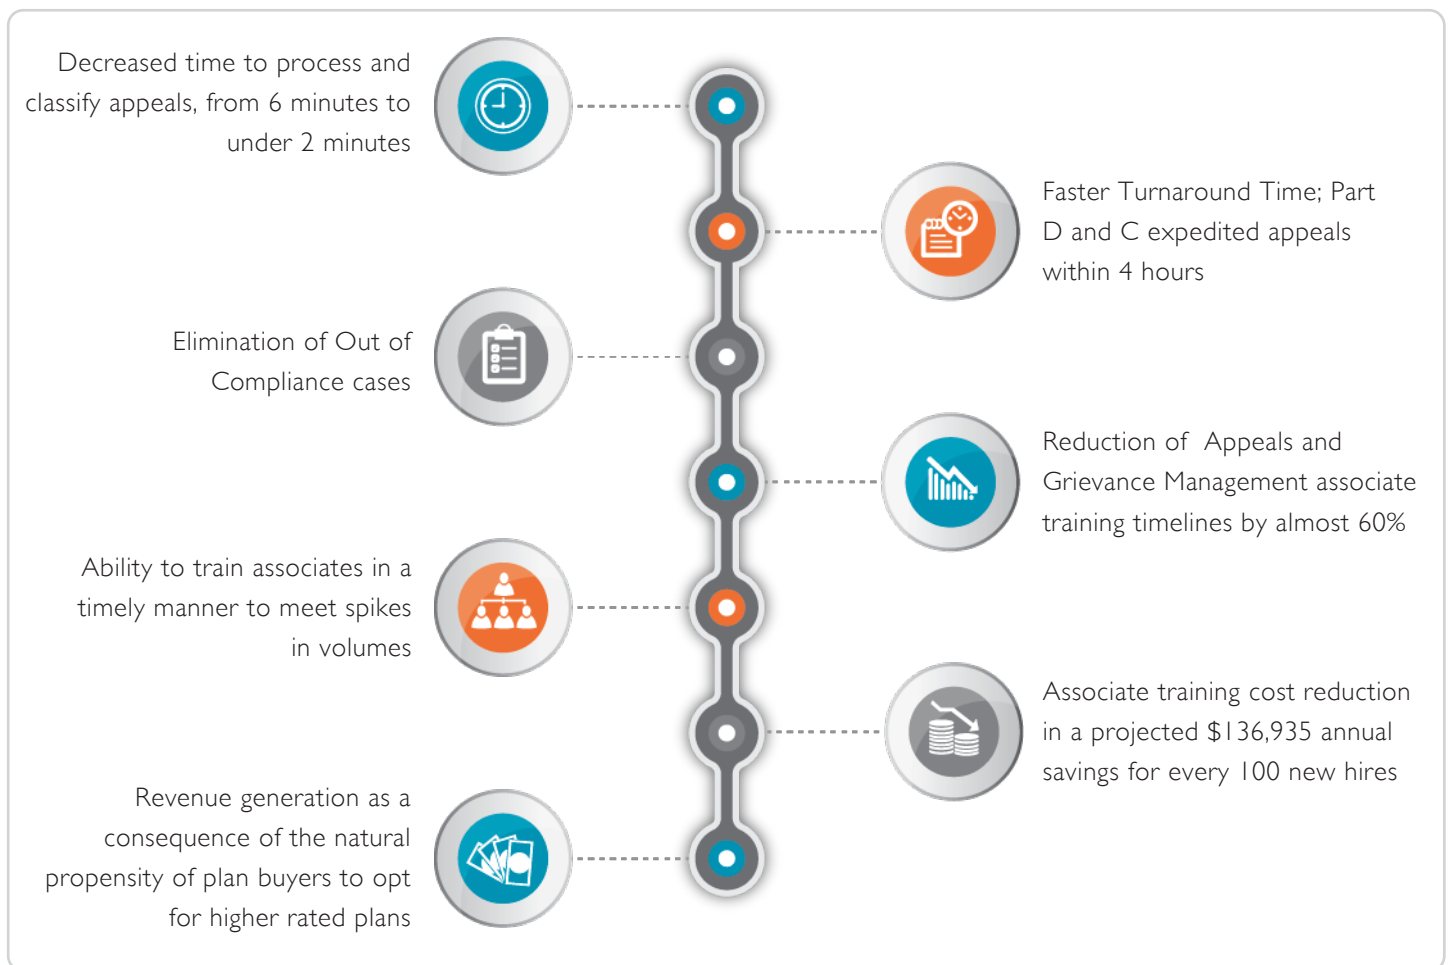 Decreased time to process and
classify appeals, from 6 minutes to
under 2 minutes
Faster Turnaround Time; Part
D and C expedited appeals
within 4 hours
Elimination of Out of
Compliance cases
Reduction of Appeals and
Grievance Management associate
training timelines by almost 60%
Ability to train associates in a
timely manner to meet spikes
in volumes
Associate training cost reduction
in a projected $136,935 annual
savings for every 100 new hires
Revenue generation as a
consequence of the natural
propensity of plan buyers to opt
for higher rated plans